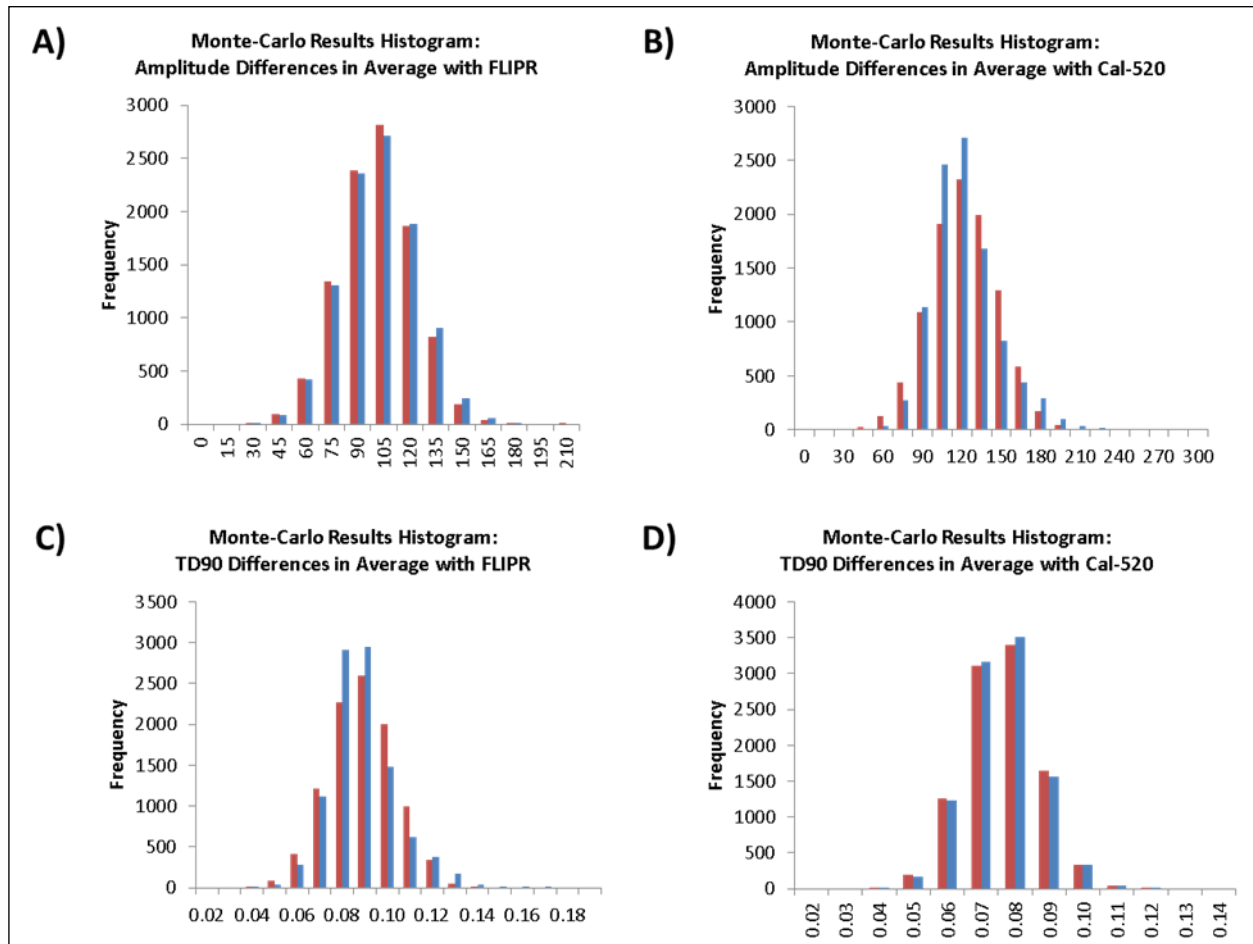 A)
Monte-Carlo Results Histogram:
Amplitude Differences in Average with FLIPR
Frequency
3000
2500
2000
1500
1000
500
0
0 15 30 45 60 75 90 105 120 135 150 165 180 195 210
B)
Monte-Carlo Results Histogram:
Amplitude Differences in Average with Cal-520
Frequency
3000
2500
2000
1500
1000
500
0
0 30 60 90 120 150 180 210 240 270 300
C)
Monte-Carlo Results Histogram:
TD90 Differences in Average with FLIPR
Frequency
3500
3000
2500
2000
1500
1000
500
0
0.02 0.04 0.06 0.08 0.10 0.12 0.14 0.16 0.18
D)
Monte-Carlo Results Histogram:
TD90 Differences in Average with Cal-520
Frequency
4000
3500
3000
2500
2000
1500
1000
500
0
0.02 0.03 0.04 0.05 0.06 0.07 0.08 0.09 0.10 0.11 0.12 0.13 0.14